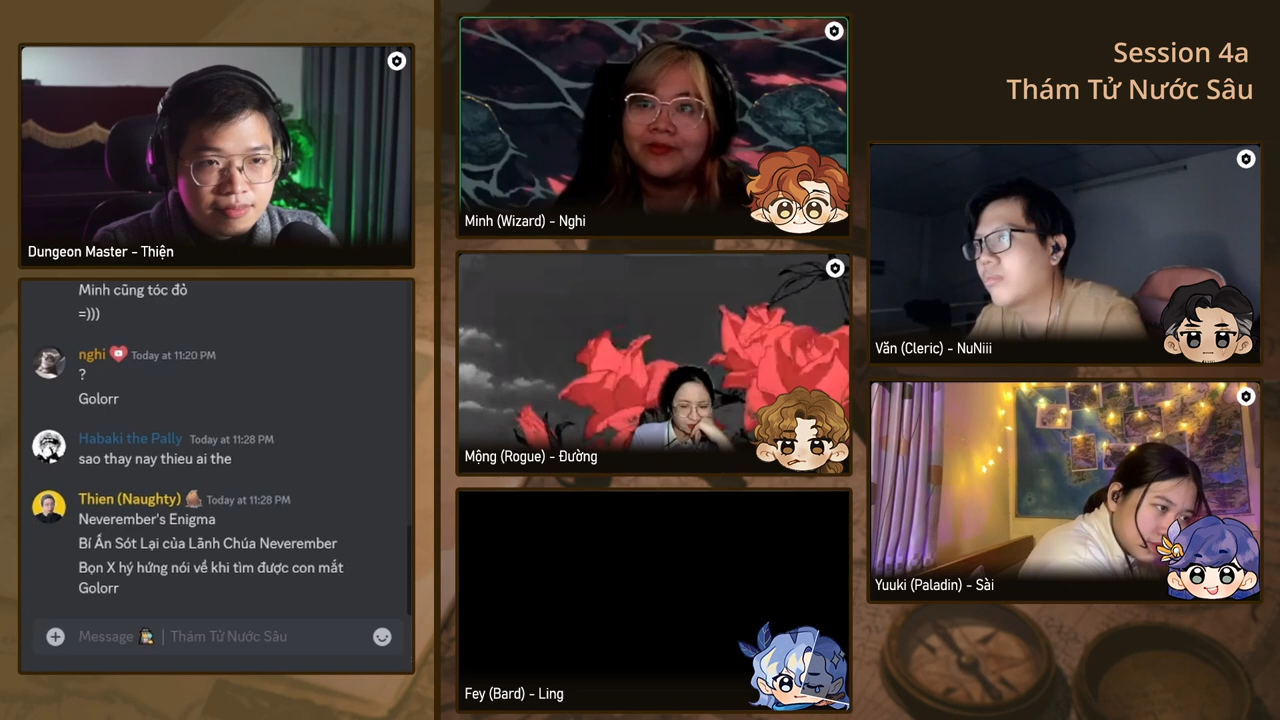 Session 4a
Thám Tử Nước Sâu
Dungeon Master - Thiện
Minh (Wizard) - Nghi
Văn (Cleric) - NuNiii
Mộng (Rogue) - Đường
Yuuki (Paladin) - Sài
Fey (Bard) - Ling
Minh cũng tóc đỏ
=)))
nghi Today at 11:20 PM
?
Golorr
Habaki the Pally Today at 11:28 PM
sao thay nay thieu ai the
Thien (Naughty) Today at 11:28 PM
Neverember's Enigma
Bí Ẩn Sót Lại của Lãnh Chúa Neverember
Bọn X hý hứng nói về khi tìm được con mắt
Golorr
Message | Thám Tử Nước Sâu